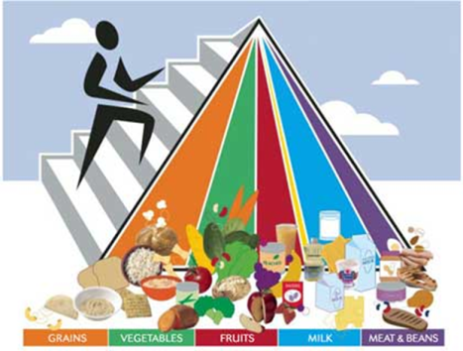 GRAINS
VEGETABLES
FRUITS
MILK
MEAT & BEANS